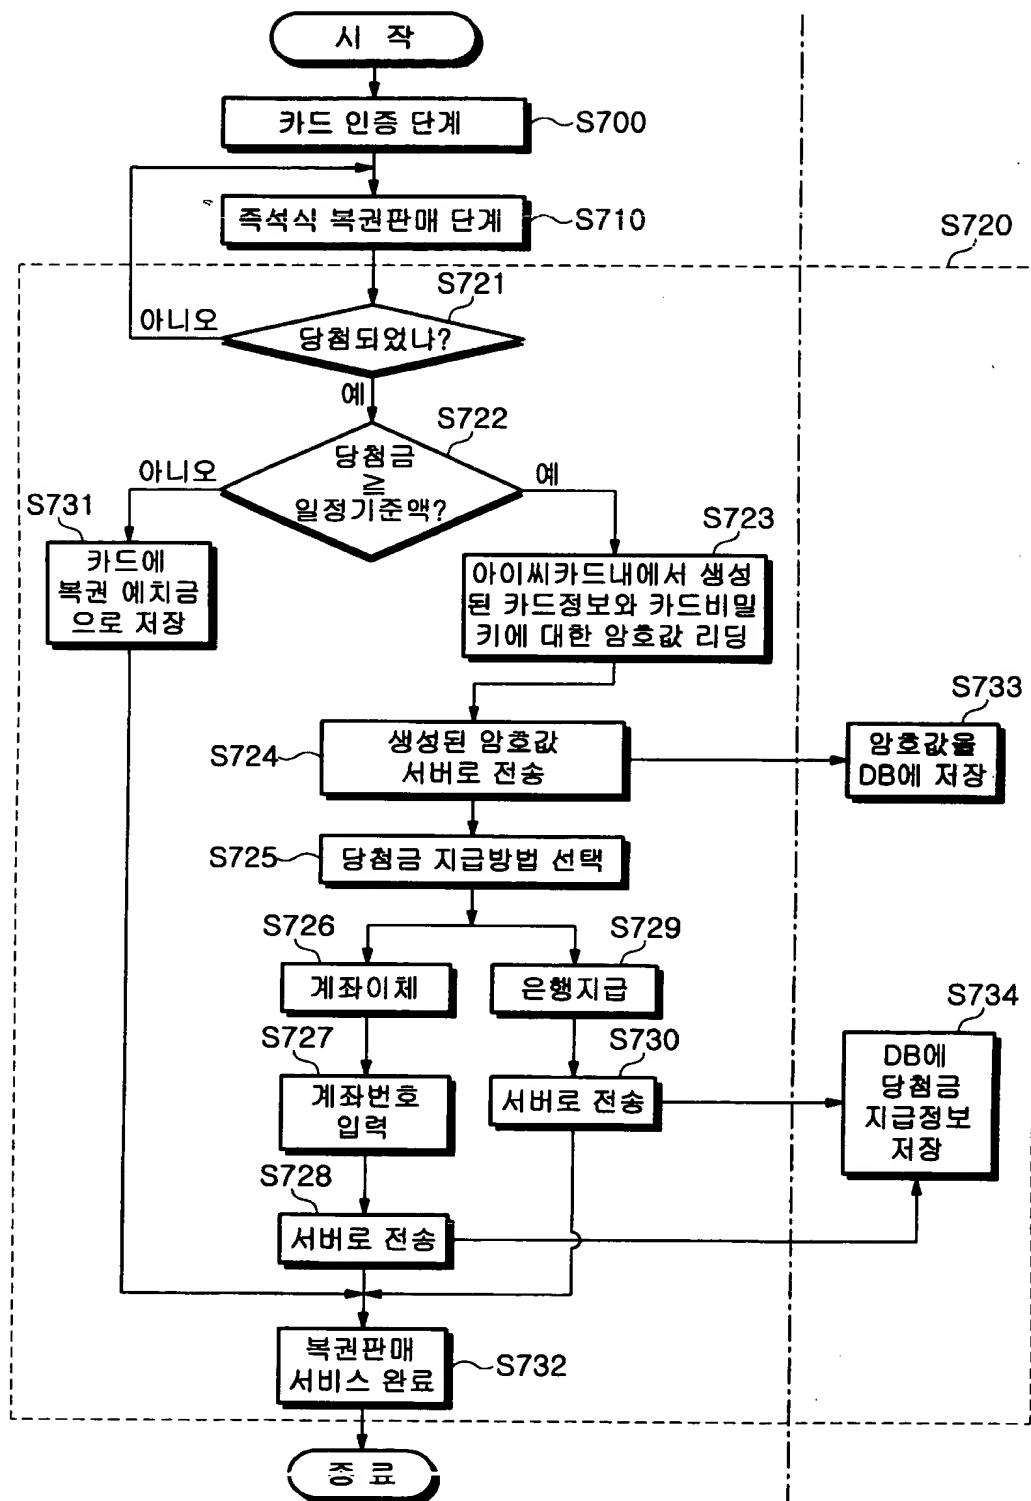 시 작
카드 인증 단계
S700
즉석식 복권판매 단계
S710
S720
S721
당첨되었나?
아니오
예
S722
당첨금
≧
일정기준액?
아니오
예
S731
카드에
복권 예치금
으로 저장
S723
아이씨카드내에서 생성
된 카드정보와 카드비밀
키에 대한 암호값 리딩
S724
생성된 암호값
서버로 전송
S733
암호값을
DB에 저장
S725
당첨금 지급방법 선택
S726
계좌이체
S729
은행지급
S727
계좌번호
입력
S730
서버로 전송
S734
DB에
당첨금
지급정보
저장
S728
서버로 전송
복권판매
서비스 완료
S732
종 료